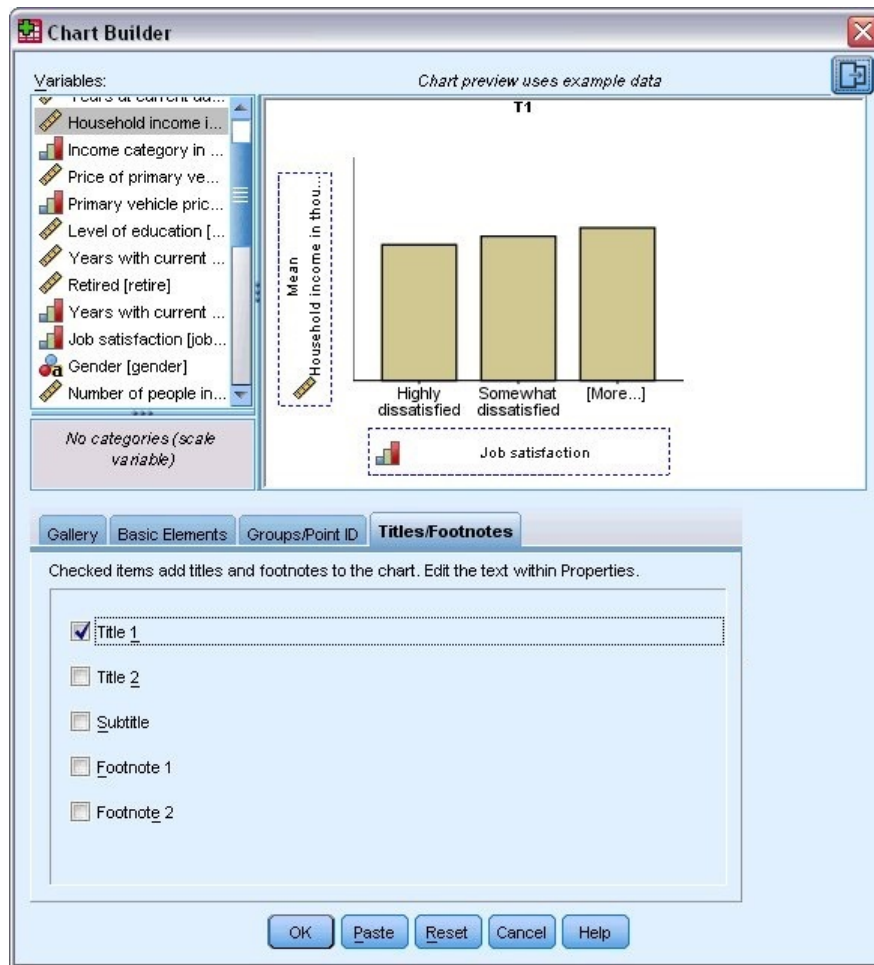 Chart Builder
Variables:
Chart preview uses example data
Household income i...
Income category in ...
Price of primary ve...
Primary vehicle pric...
Level of education [...
Years with current ...
Retired [retire]
Years with current ...
Job satisfaction [job...
Gender [gender]
Number of people in...
No categories (scale
variable)
T1
Mean
Household income in thou...
Highly
dissatisfied
Somewhat
dissatisfied
[More...]
Job satisfaction
Gallery
Basic Elements
Groups/Point ID
Titles/Footnotes
Checked items add titles and footnotes to the chart. Edit the text within Properties.
Title 1
Title 2
Subtitle
Footnote 1
Footnote 2
OK
Paste
Reset
Cancel
Help